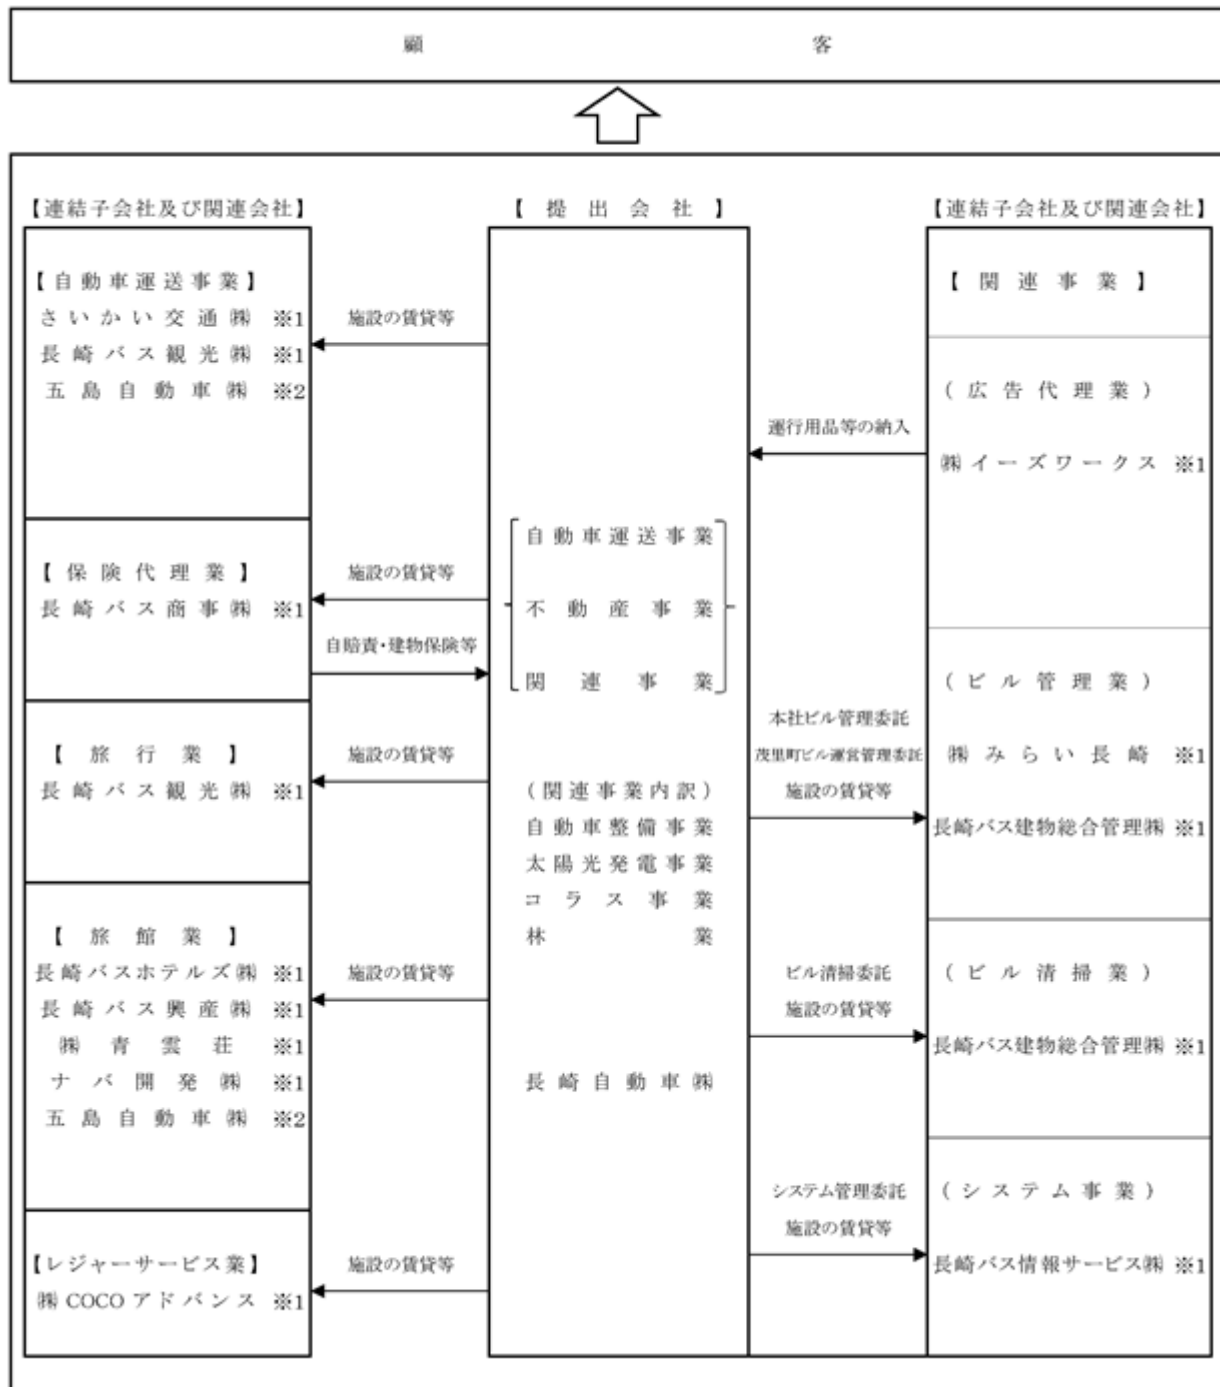 顧客
【連結子会社及び関連会社】
【自動車運送事業】
さいかい交通㈱ ※1
長崎バス観光㈱ ※1
五島自動車㈱ ※2
【保険代理業】
長崎バス商事㈱ ※1
【旅行業】
長崎バス観光㈱ ※1
【旅館業】
長崎バスホテルズ㈱ ※1
長崎バス興産㈱ ※1
㈱青雲荘 ※1
ナバ開発㈱ ※1
五島自動車㈱ ※2
【レジャーサービス業】
㈱COCOアドバンス ※1
施設の賃貸等
施設の賃貸等
自賠責・建物保険等
施設の賃貸等
施設の賃貸等
施設の賃貸等
【提出会社】
自動車運送事業
不動産事業
関連事業
(関連事業内訳)
自動車整備事業
太陽光発電事業
コラス事業
林業
長崎自動車㈱
運行用品等の納入
本社ビル管理委託
茂里町ビル運営管理委託
施設の賃貸等
ビル清掃委託
施設の賃貸等
システム管理委託
施設の賃貸等
【連結子会社及び関連会社】
【関連事業】
(広告代理業)
㈱イーズワークス ※1
(ビル管理業)
㈱みらい長崎 ※1
長崎バス建物総合管理㈱ ※1
(ビル清掃業)
長崎バス建物総合管理㈱ ※1
(システム事業)
長崎バス情報サービス㈱ ※1